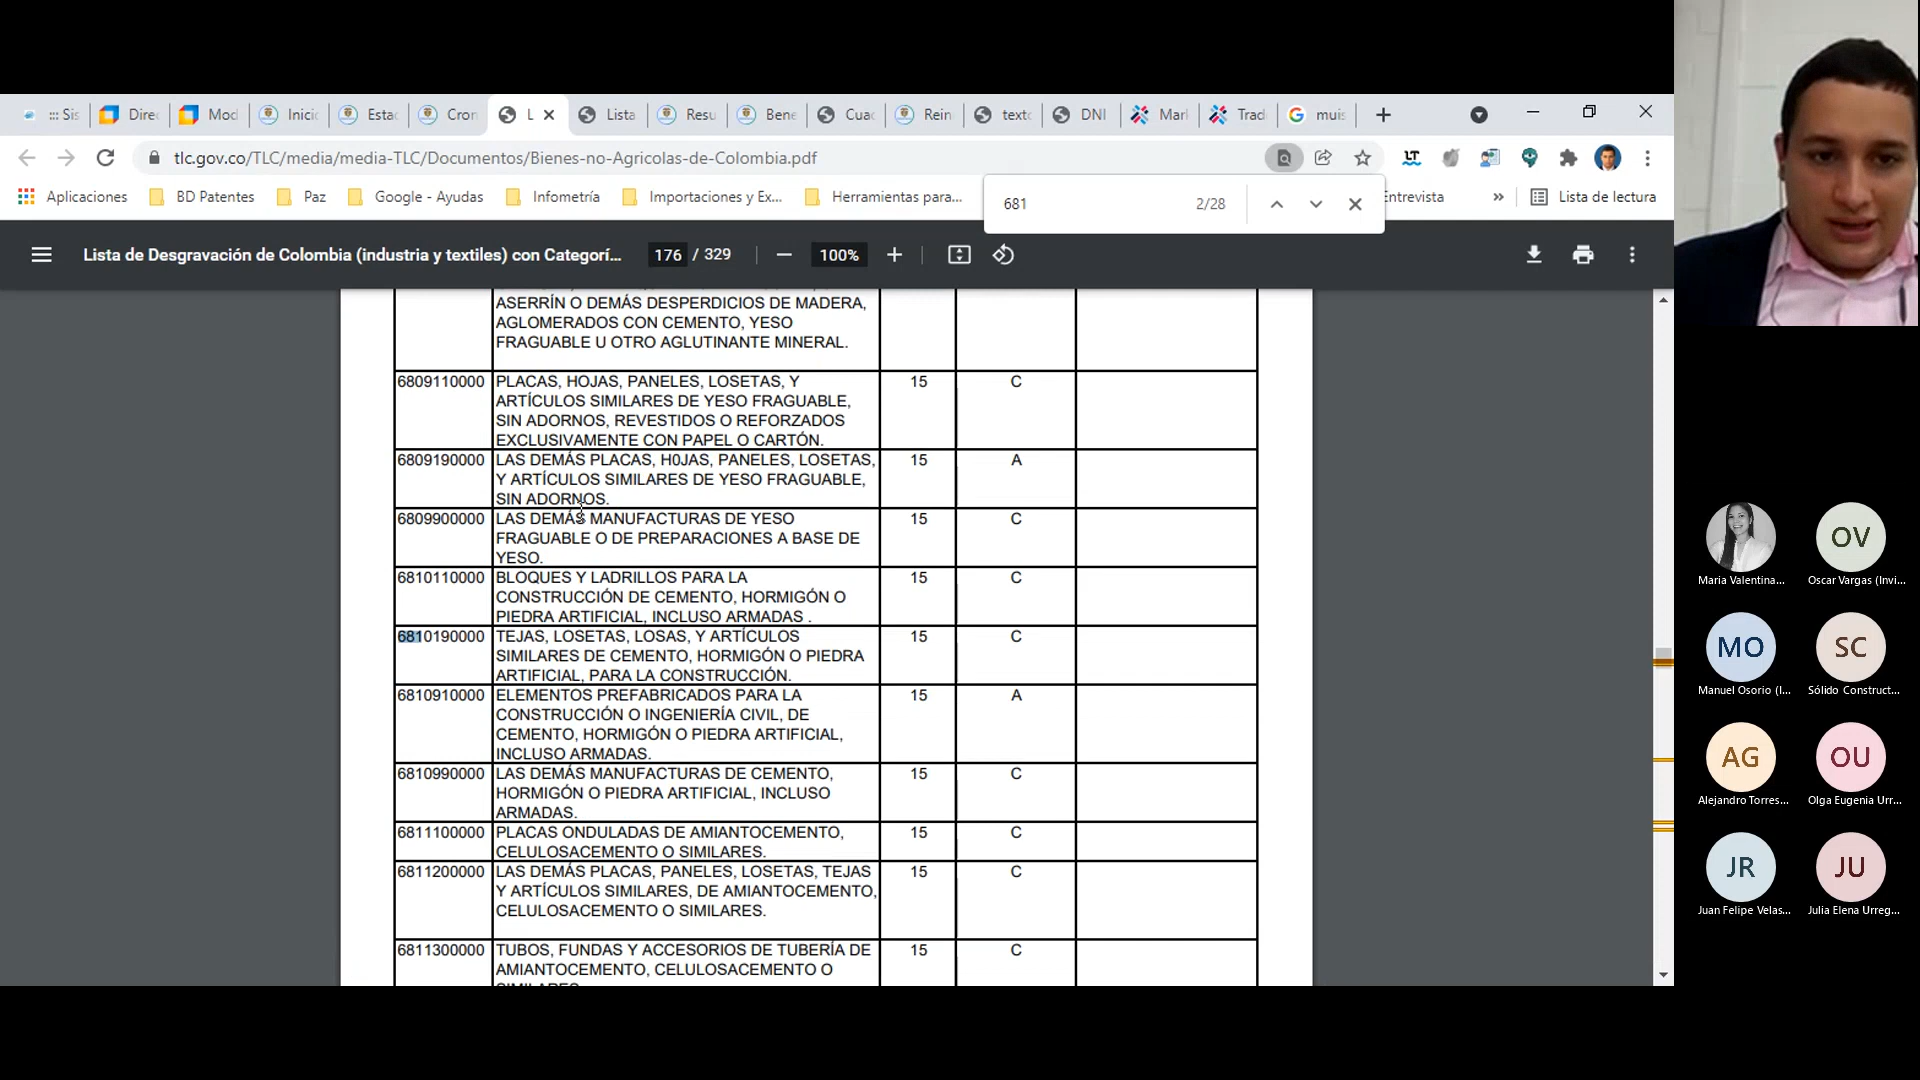 ::: Sis
Direc
Mod
Inicio
Esta
Cron
L
Lista
Resu
Bene
Cua
Rein
texto
DNI
Marl
Trad
muis
tlc.gov.co/TLC/media/media-TLC/Documentos/Bienes-no-Agricolas-de-Colombia.pdf
Aplicaciones
BD Patentes
Paz
Google - Ayudas
Infometría
Importaciones y Ex...
Herramientas para...
Entrevista
»
Lista de lectura
681
2/28
Lista de Desgravación de Colombia (industria y textiles) con Categorí...
176 / 329
100%
ASERRÍN O DEMÁS DESPERDICIOS DE MADERA,
AGLOMERADOS CON CEMENTO, YESO
FRAGUABLE U OTRO AGLUTINANTE MINERAL.
6809110000 PLACAS, HOJAS, PANELES, LOSETAS, Y 15 C
ARTÍCULOS SIMILARES DE YESO FRAGUABLE,
SIN ADORNOS, REVESTIDOS O REFORZADOS
EXCLUSIVAMENTE CON PAPEL O CARTÓN.
6809190000 LAS DEMÁS PLACAS, H0JAS, PANELES, LOSETAS, 15 A
Y ARTÍCULOS SIMILARES DE YESO FRAGUABLE,
SIN ADORNOS.
6809900000 LAS DEMÁS MANUFACTURAS DE YESO 15 C
FRAGUABLE O DE PREPARACIONES A BASE DE
YESO.
6810110000 BLOQUES Y LADRILLOS PARA LA 15 C
CONSTRUCCIÓN DE CEMENTO, HORMIGÓN O
PIEDRA ARTIFICIAL, INCLUSO ARMADAS .
6810190000 TEJAS, LOSETAS, LOSAS, Y ARTÍCULOS 15 C
SIMILARES DE CEMENTO, HORMIGÓN O PIEDRA
ARTIFICIAL, PARA LA CONSTRUCCIÓN.
6810910000 ELEMENTOS PREFABRICADOS PARA LA 15 A
CONSTRUCCIÓN O INGENIERÍA CIVIL, DE
CEMENTO, HORMIGÓN O PIEDRA ARTIFICIAL,
INCLUSO ARMADAS.
6810990000 LAS DEMÁS MANUFACTURAS DE CEMENTO, 15 C
HORMIGÓN O PIEDRA ARTIFICIAL, INCLUSO
ARMADAS.
6811100000 PLACAS ONDULADAS DE AMIANTOCEMENTO, 15 C
CELULOSACEMENTO O SIMILARES.
6811200000 LAS DEMÁS PLACAS, PANELES, LOSETAS, TEJAS 15 C
Y ARTÍCULOS SIMILARES, DE AMIANTOCEMENTO,
CELULOSACEMENTO O SIMILARES.
6811300000 TUBOS, FUNDAS Y ACCESORIOS DE TUBERÍA DE 15 C
AMIANTOCEMENTO, CELULOSACEMENTO O
Maria Valentina...
OV
Oscar Vargas (Invi...
MO
Manuel Osorio (I...
SC
Sólido Construct...
AG
Alejandro Torres...
OU
Olga Eugenia Urr...
JR
Juan Felipe Velas...
JU
Julia Elena Urreg...